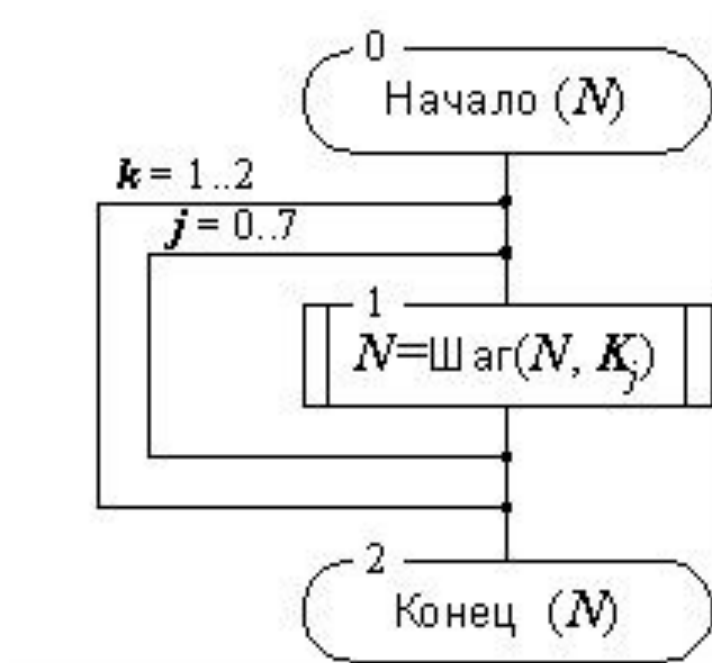 0
Начало (N)
k = 1..2
j = 0..7
1
N=Шаг(N, Kj)
2
Конец (N)